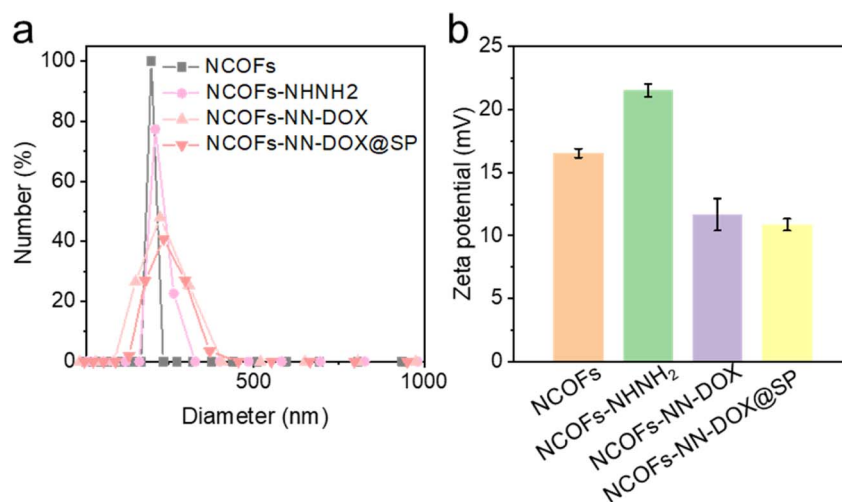 a
100
80
60
40
20
0
Number (%)
NCOFs
NCOFs-NHNH2
NCOFs-NN-DOX
NCOFs-NN-DOX@SP
500
1000
Diameter (nm)
b
25
20
15
10
5
0
Zeta potential (mV)
NCOFs
NCOFs-NHNH₂
NCOFs-NN-DOX
NCOFs-NN-DOX@SP